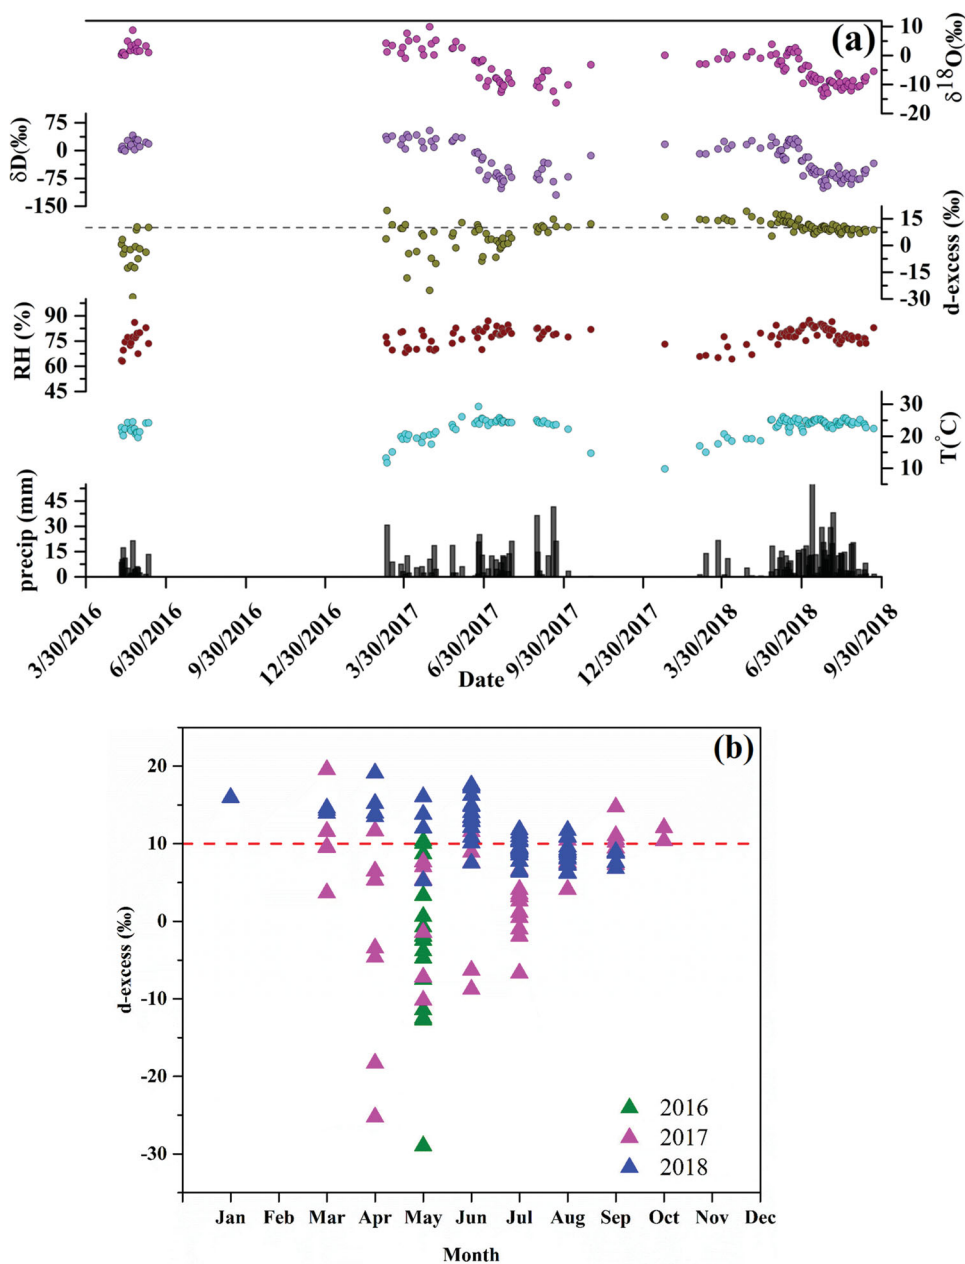 (a)
10
0
-10
-20
δ18O(‰)
75
0
-75
-150
δD(‰)
15
0
-15
-30
d-excess (‰)
90
75
60
45
RH (%)
30
20
10
T(°C)
45
30
15
0
precip (mm)
3/30/2016 6/30/2016 9/30/2016 12/30/2016 3/30/2017 6/30/2017 9/30/2017 12/30/2017 3/30/2018 6/30/2018 9/30/2018
Date
(b)
20
10
0
-10
-20
-30
d-excess (‰)
2016
2017
2018
Jan Feb Mar Apr May Jun Jul Aug Sep Oct Nov Dec
Month